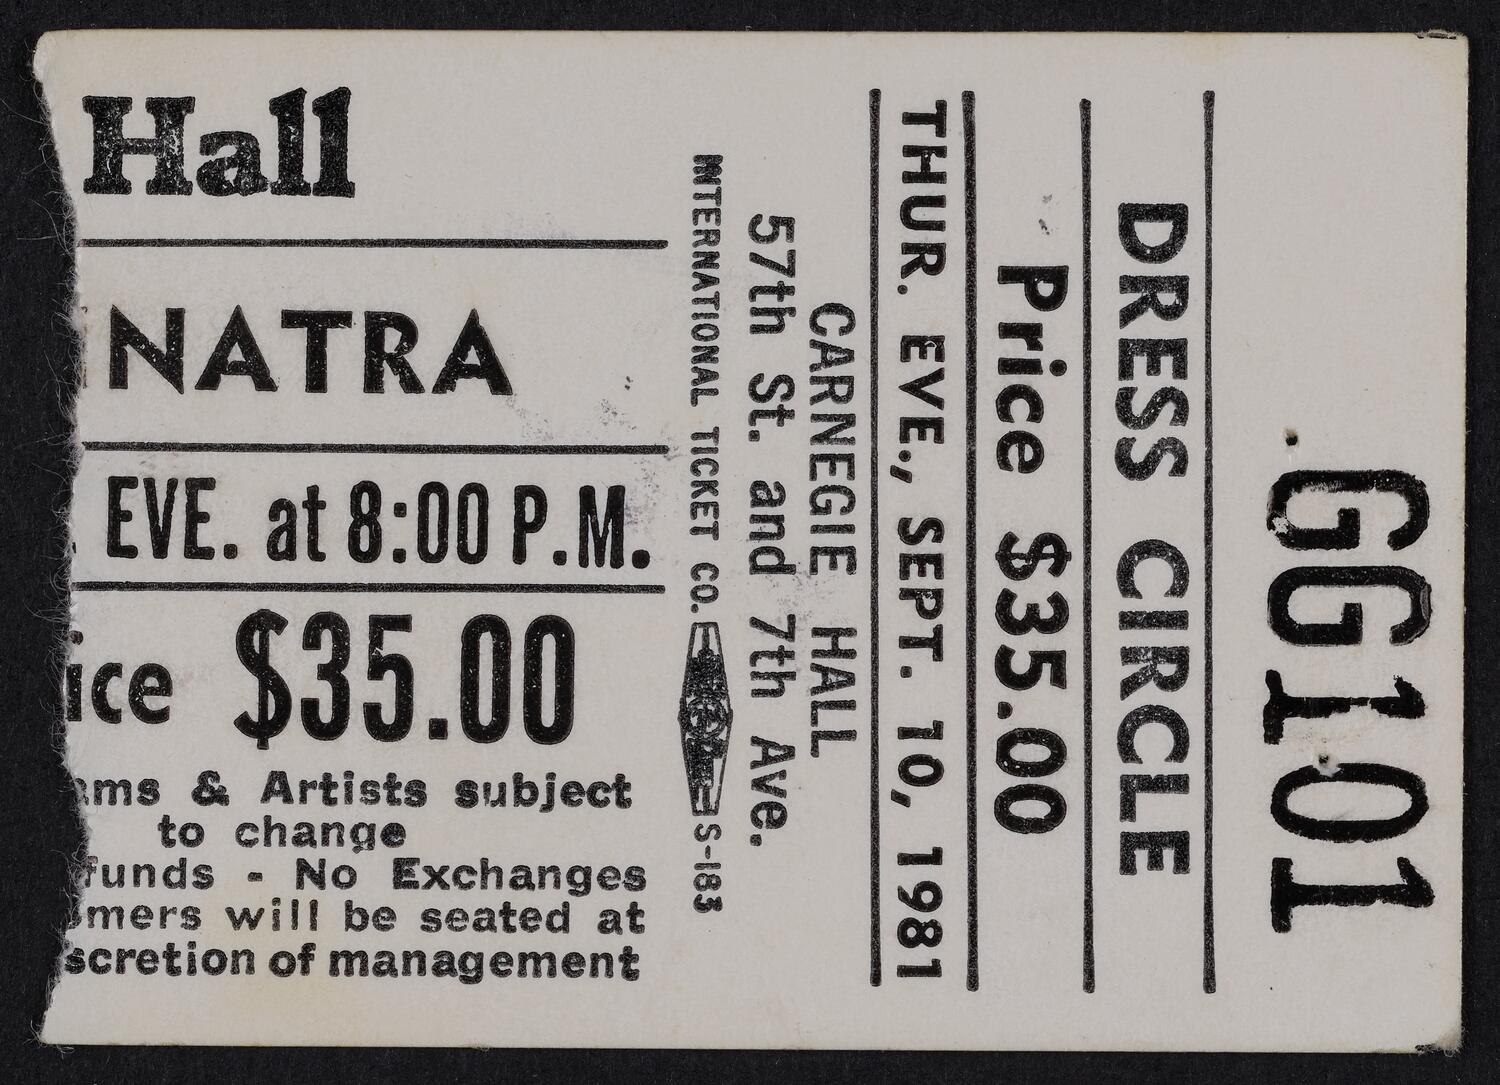 Hall
NATRA
. EVE. at 8:00 P.M.
ice $35.00
ams & Artists subject
to change
funds - No Exchanges
omers will be seated at
scretion of management
INTERNATIONAL TICKET CO. S-183
57th St. and 7th Ave.
CARNEGIE HALL
THUR. EVE., SEPT. 10, 1981
Price $35.00
DRESS CIRCLE
GG101